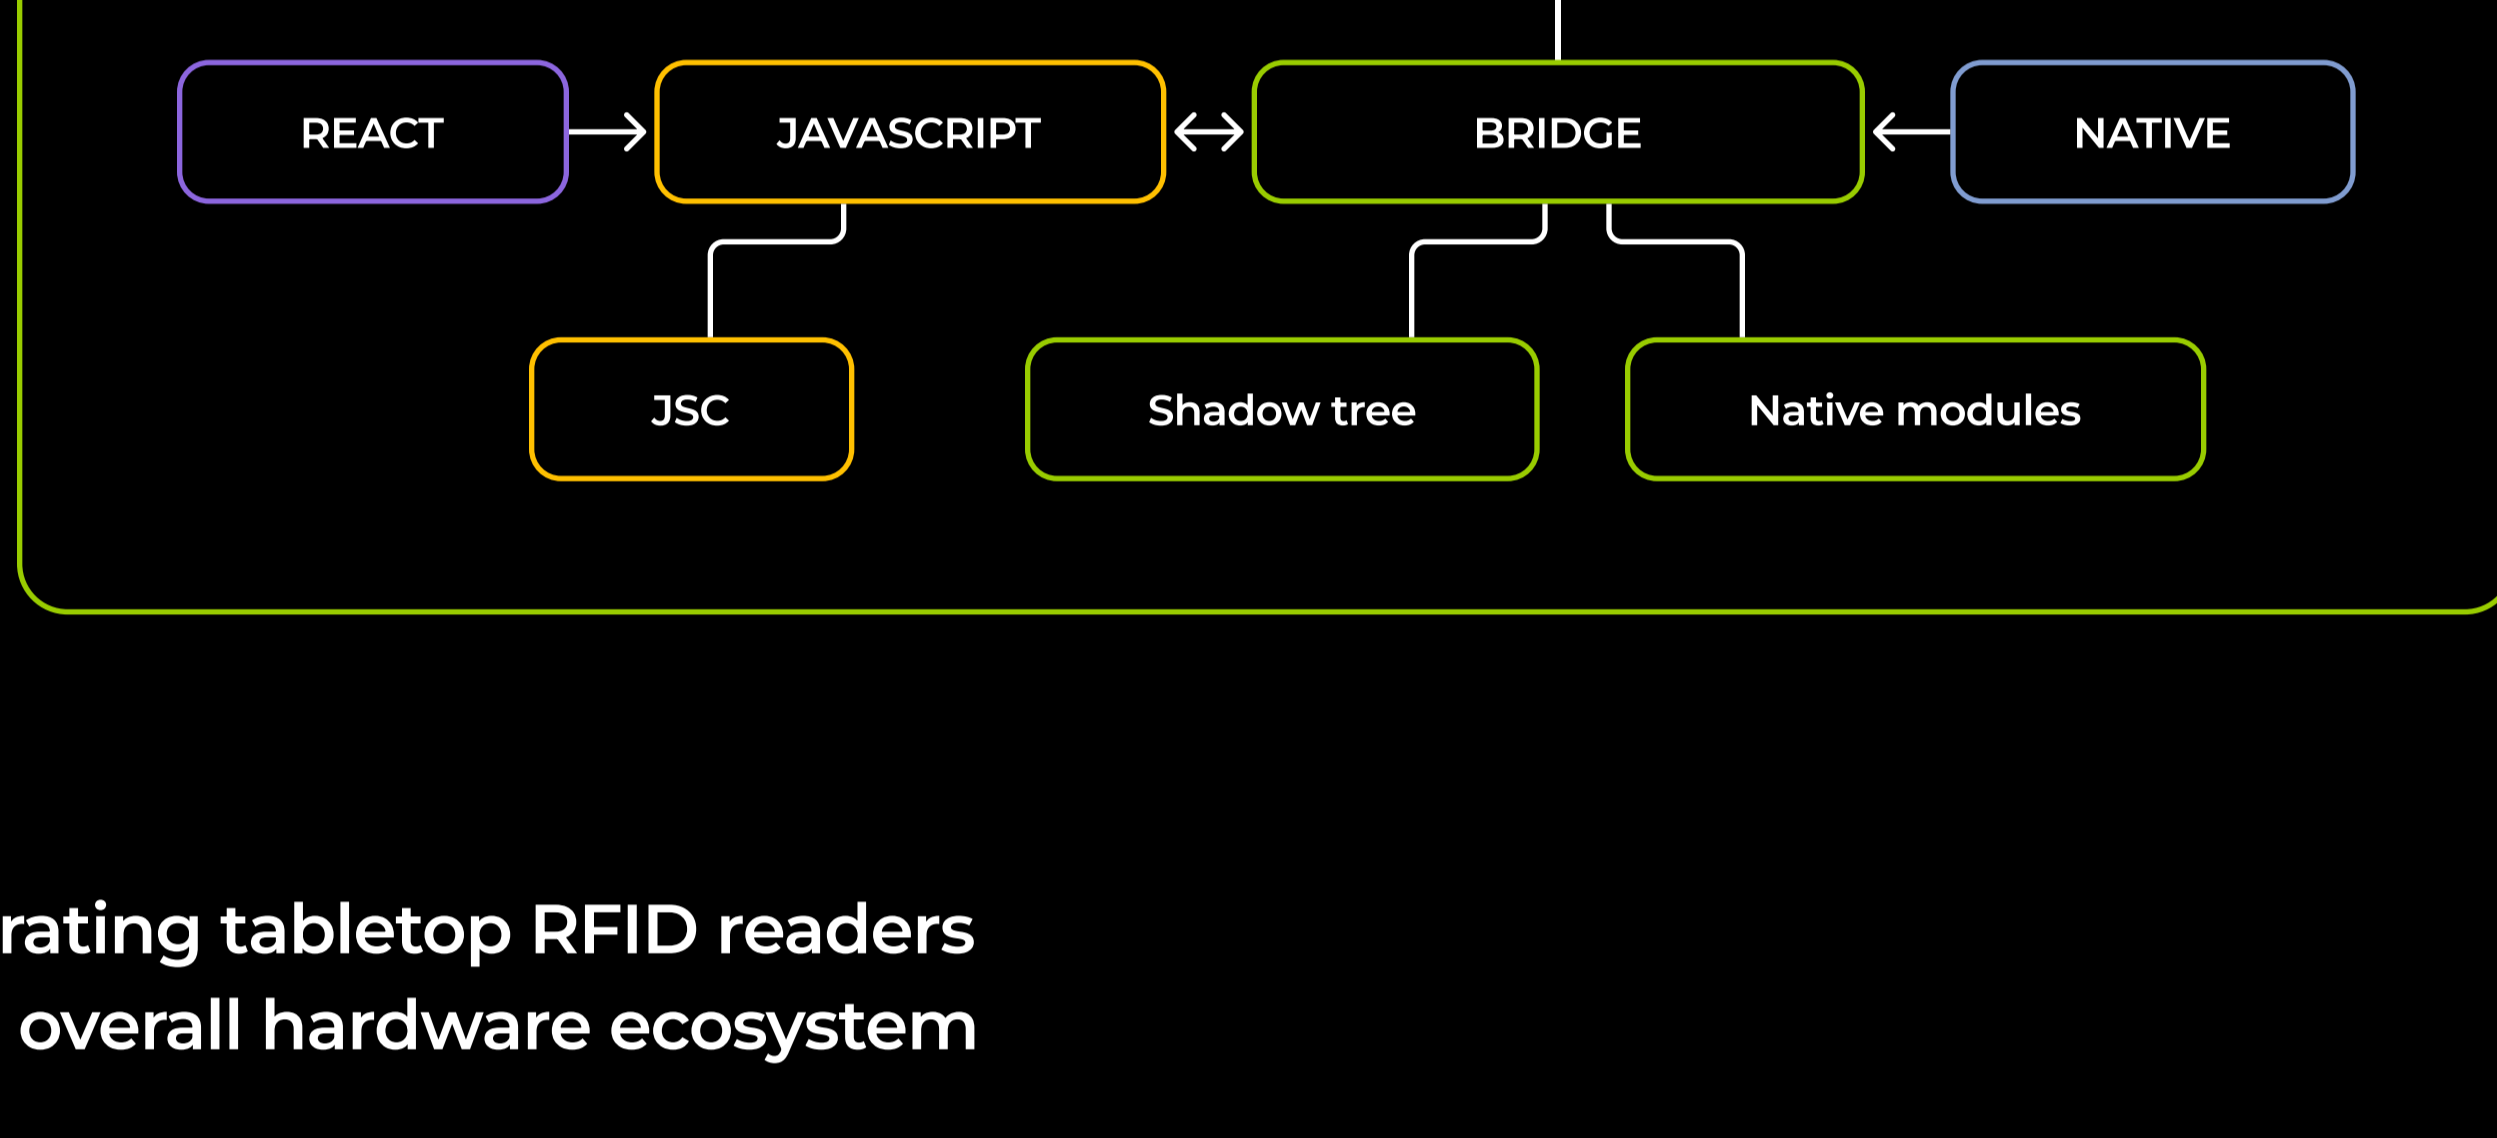 REACT
JAVASCRIPT
BRIDGE
NATIVE
JSC
Shadow tree
Native modules
rating tabletop RFID readers
overall hardware ecosystem